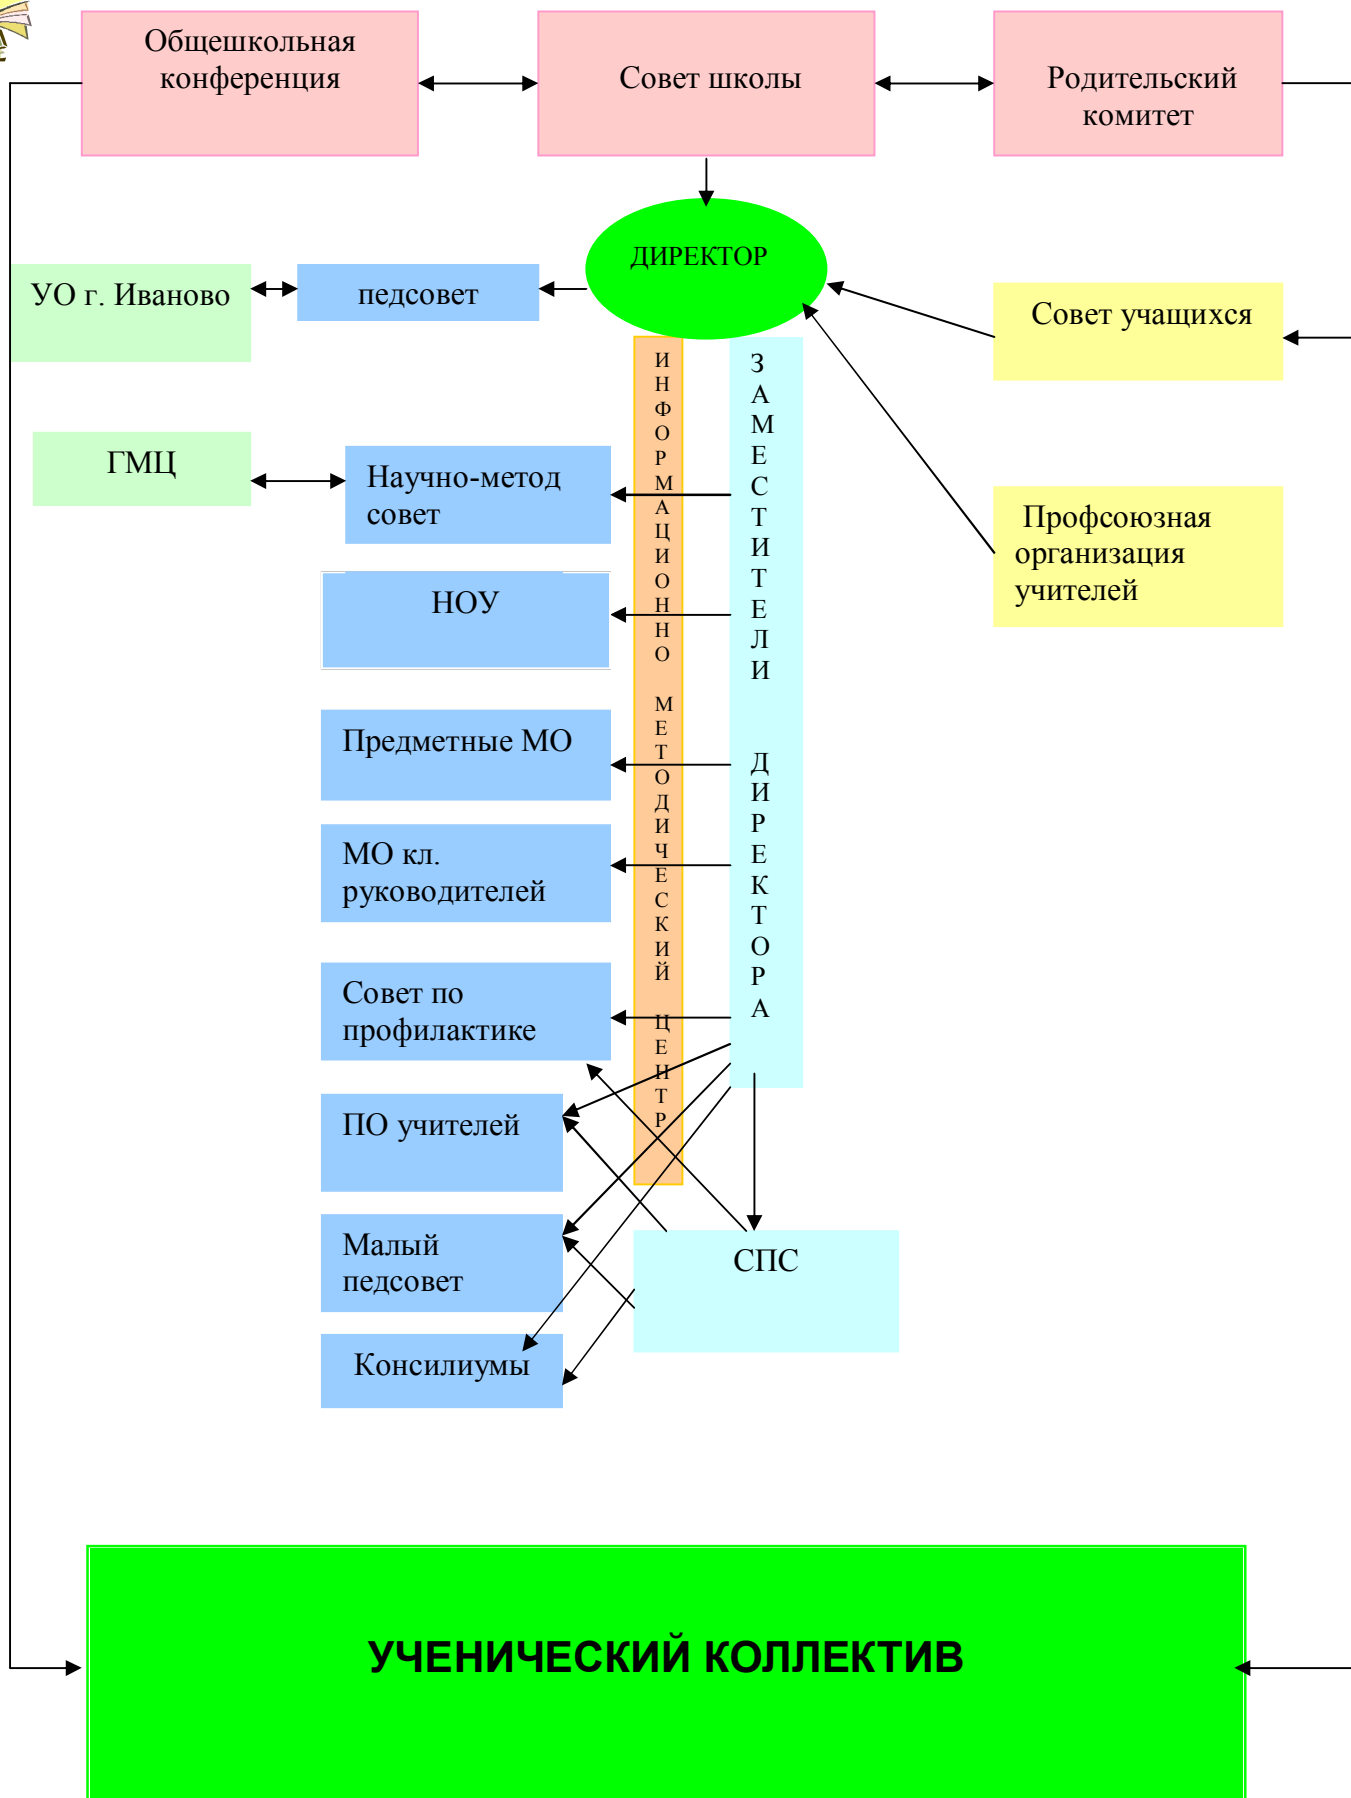 Общешкольная
конференция
Совет школы
Родительский
комитет
ДИРЕКТОР
УО г. Иваново
педсовет
Совет учащихся
ИНФОРМАЦИОННО МЕТОДИЧЕСКИЙ ЦЕНТР
ЗАМЕСТИТЕЛИ ДИРЕКТОРА
ГМЦ
Научно-метод
совет
Профсоюзная
организация
учителей
НОУ
Предметные МО
МО кл.
руководителей
Совет по
профилактике
ПО учителей
Малый
педсовет
СПС
Консилиумы
УЧЕНИЧЕСКИЙ КОЛЛЕКТИВ